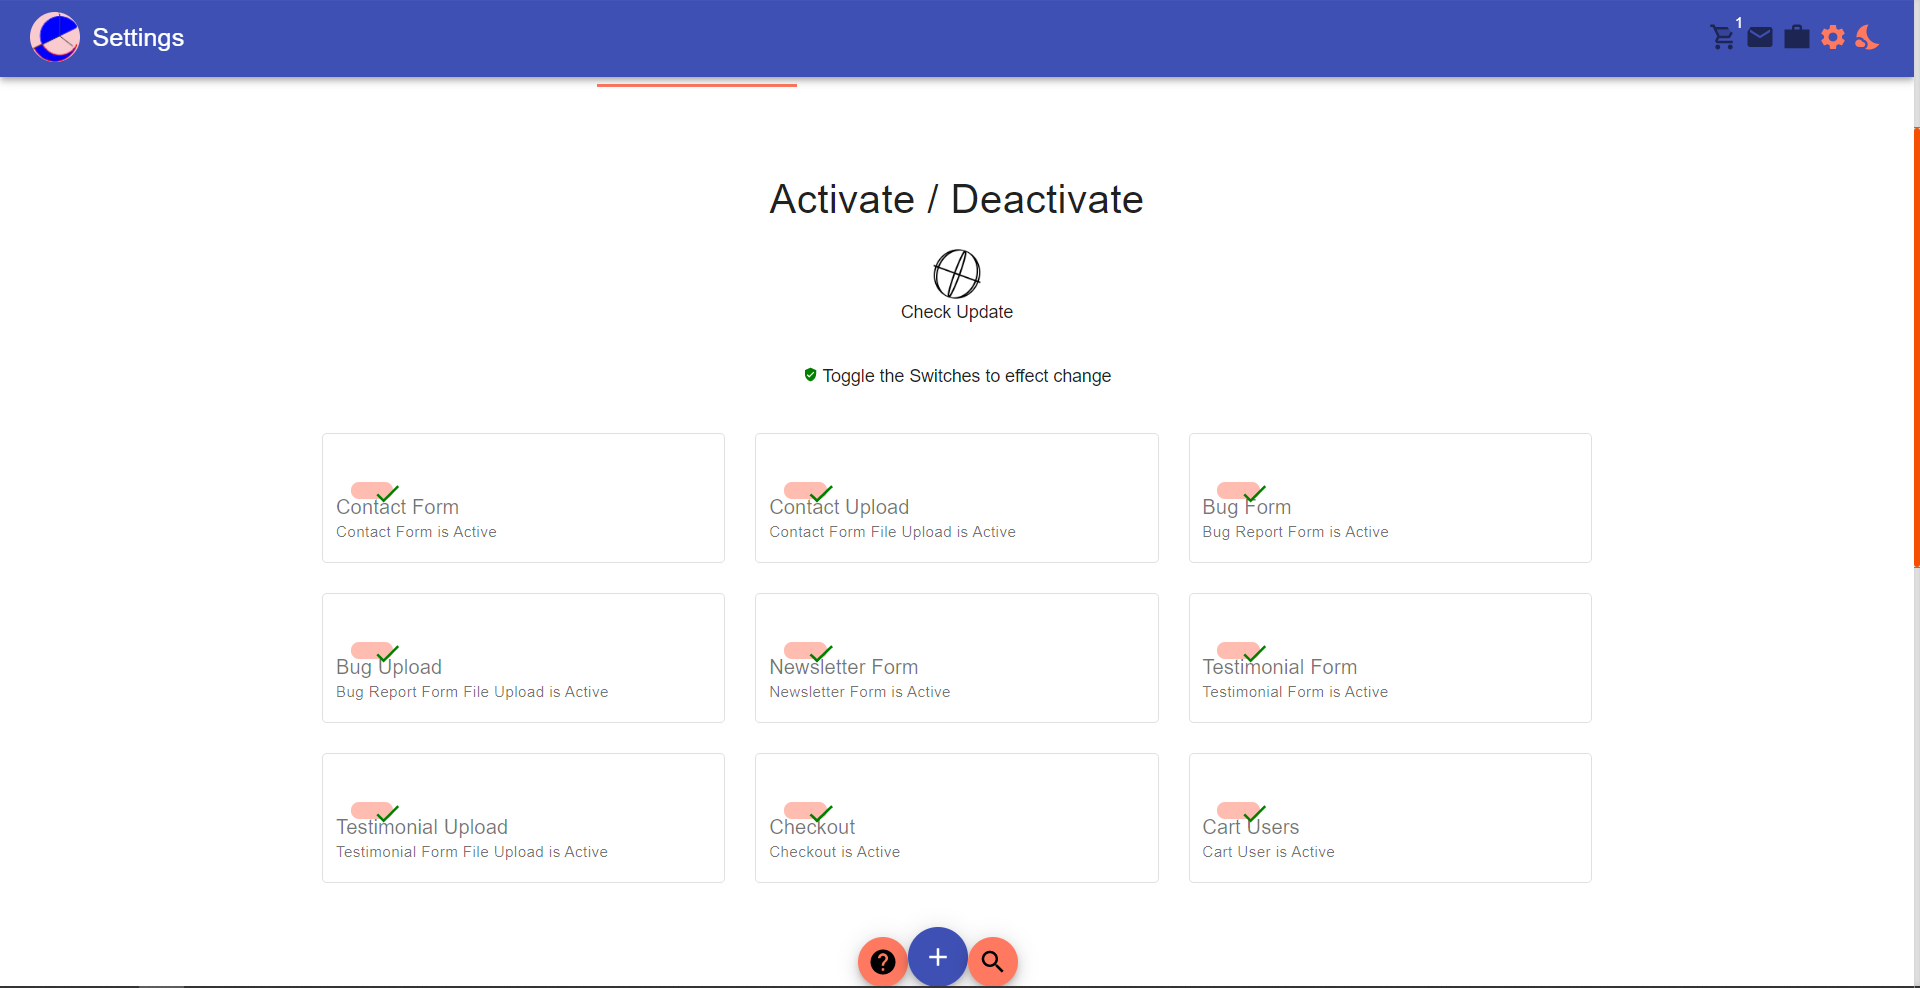 Settings
1
Activate / Deactivate
Check Update
Toggle the Switches to effect change
Contact Form
Contact Form is Active
Contact Upload
Contact Form File Upload is Active
Bug Form
Bug Report Form is Active
Bug Upload
Bug Report Form File Upload is Active
Newsletter Form
Newsletter Form is Active
Testimonial Form
Testimonial Form is Active
Testimonial Upload
Testimonial Form File Upload is Active
Checkout
Checkout is Active
Cart Users
Cart User is Active